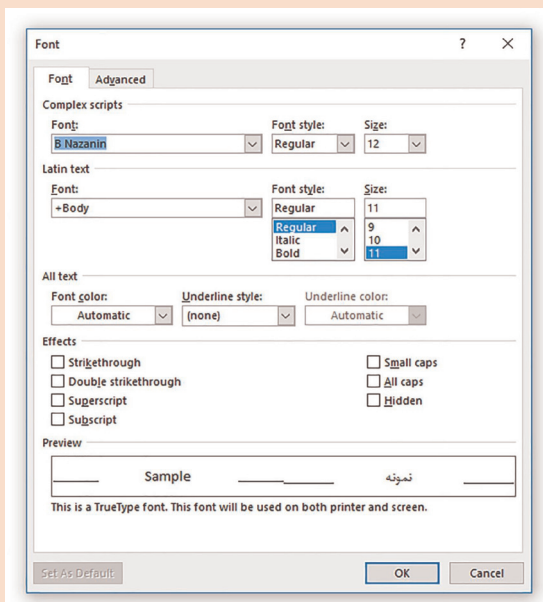 Font ? ×
Font Advanced
Complex scripts
Font: Font style: Size:
B Nazanin Regular 12
Latin text
Font: Font style: Size:
+Body Regular 11
Regular 9
Italic 10
Bold 11
All text
Font color: Underline style: Underline color:
Automatic (none) Automatic
Effects
Strikethrough Small caps
Double strikethrough All caps
Superscript Hidden
Subscript
Preview
Sample نمونه
This is a TrueType font. This font will be used on both printer and screen.
Set As Default OK Cancel